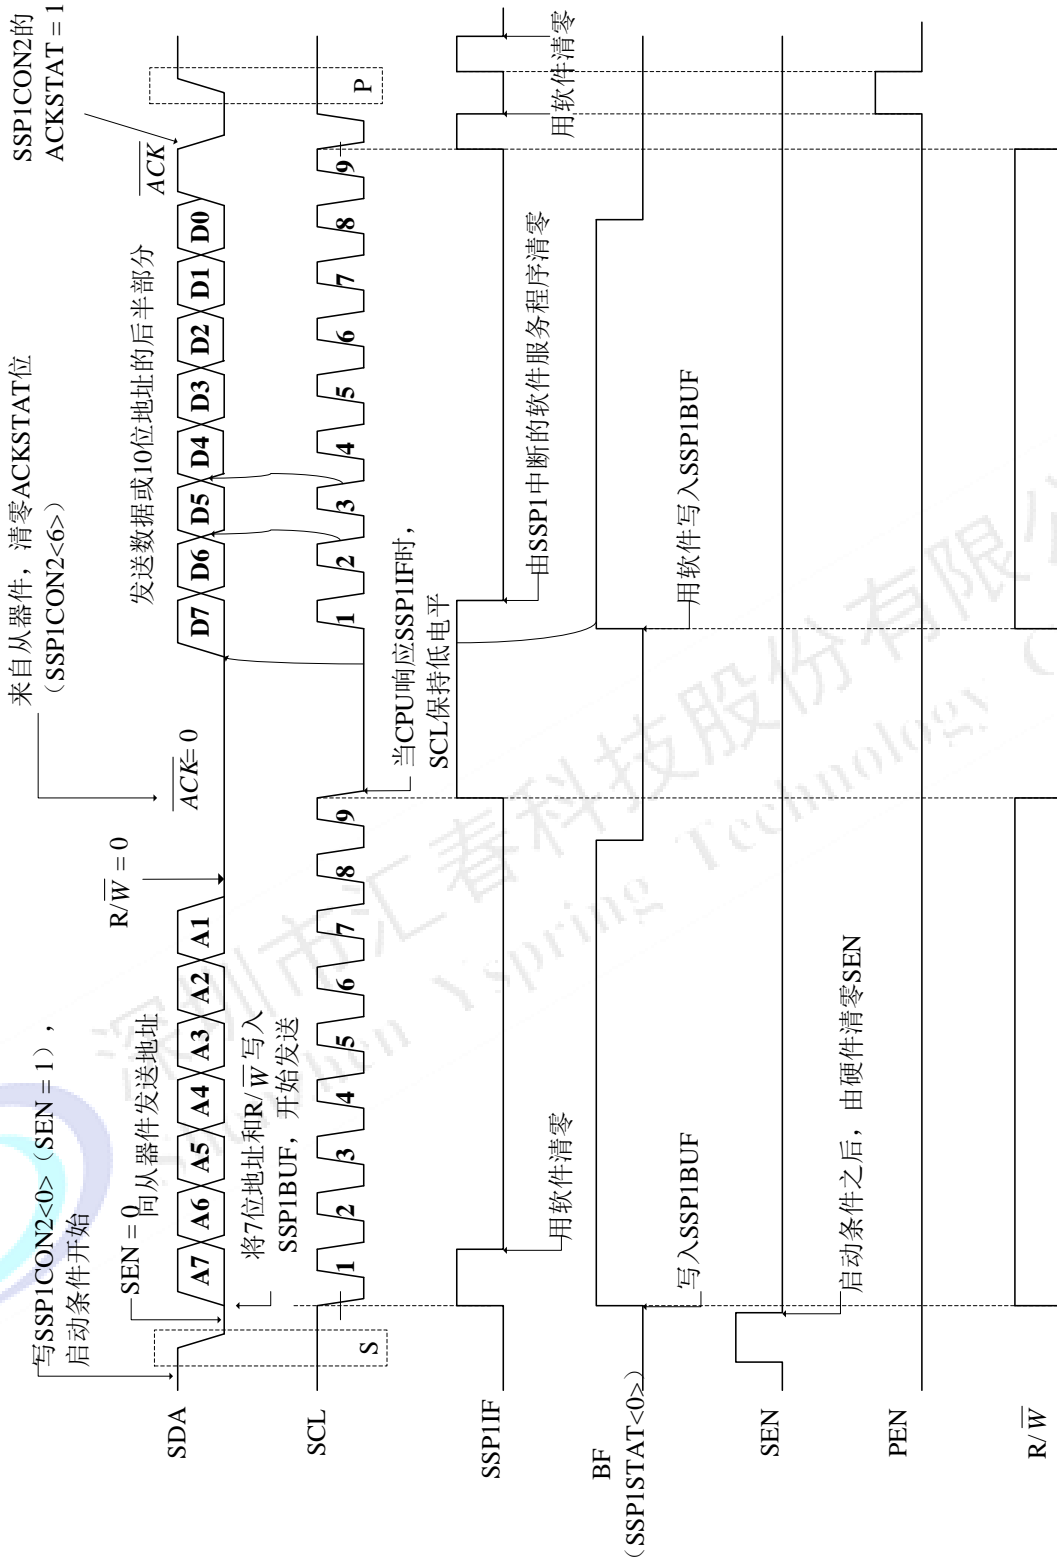 写SSP1CON2<0>（SEN = 1），
启动条件开始
SEN = 0
向从器件发送地址
R/W = 0
来自从器件，清零ACKSTAT位
（SSP1CON2<6>）
ACK= 0
发送数据或10位地址的后半部分
ACK
SSP1CON2的
ACKSTAT = 1
SDA
A7 A6 A5 A4 A3 A2 A1
D7 D6 D5 D4 D3 D2 D1 D0
将7位地址和R/W 写入
SSP1BUF，开始发送
SCL
S
1 2 3 4 5 6 7 8 9
1 2 3 4 5 6 7 8 9
P
当CPU响应SSP1IF时，
SCL保持低电平
SSP1IF
用软件清零
由SSP1中断的软件服务程序清零
用软件清零
BF
（SSP1STAT<0>）
写入SSP1BUF
用软件写入SSP1BUF
SEN
启动条件之后，由硬件清零SEN
PEN
R/W
深圳市汇春科技股份有限公
Shenzhen Yspring Technology C